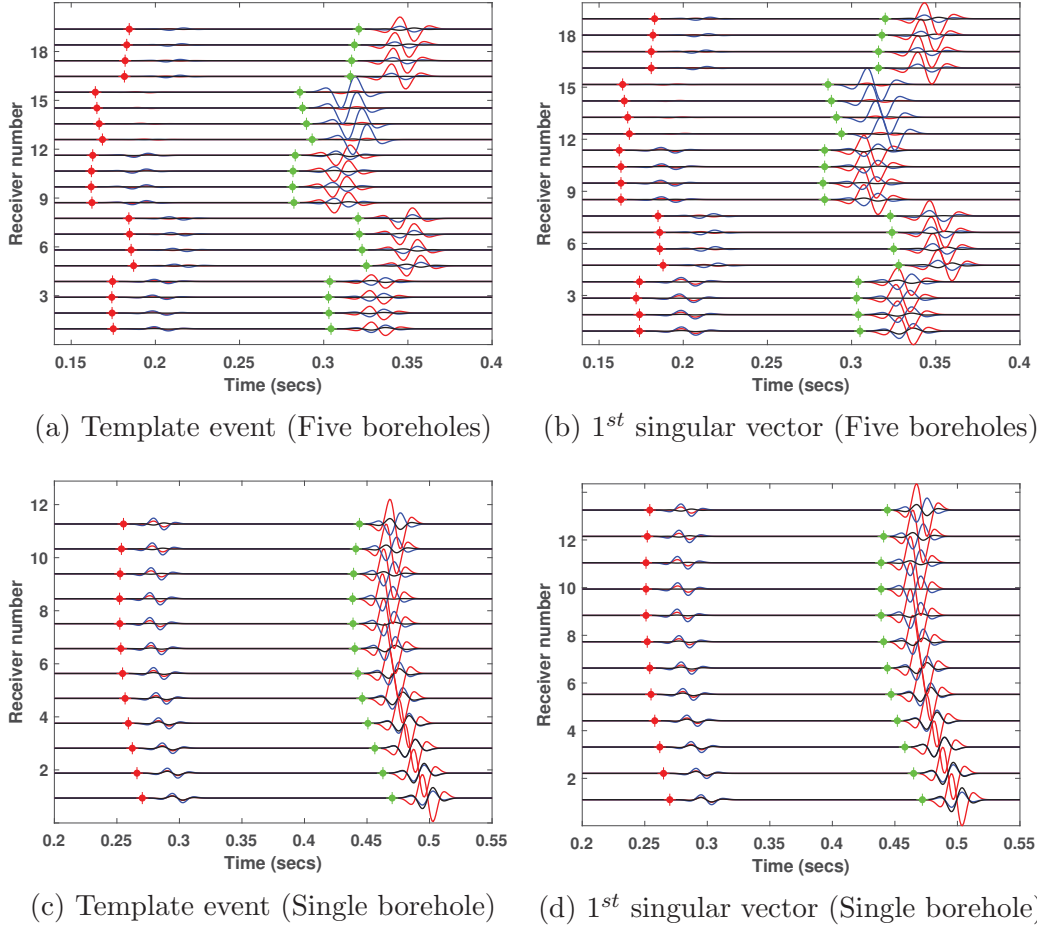 18
15
12
9
6
3
Receiver number
0.15 0.2 0.25 0.3 0.35 0.4
Time (secs)
(a) Template event (Five boreholes)
18
15
12
9
6
3
Receiver number
0.15 0.2 0.25 0.3 0.35 0.4
Time (secs)
(b) 1st singular vector (Five boreholes)
12
10
8
6
4
2
Receiver number
0.2 0.25 0.3 0.35 0.4 0.45 0.5 0.55
Time (secs)
(c) Template event (Single borehole)
12
10
8
6
4
2
Receiver number
0.2 0.25 0.3 0.35 0.4 0.45 0.5 0.55
Time (secs)
(d) 1st singular vector (Single borehole)